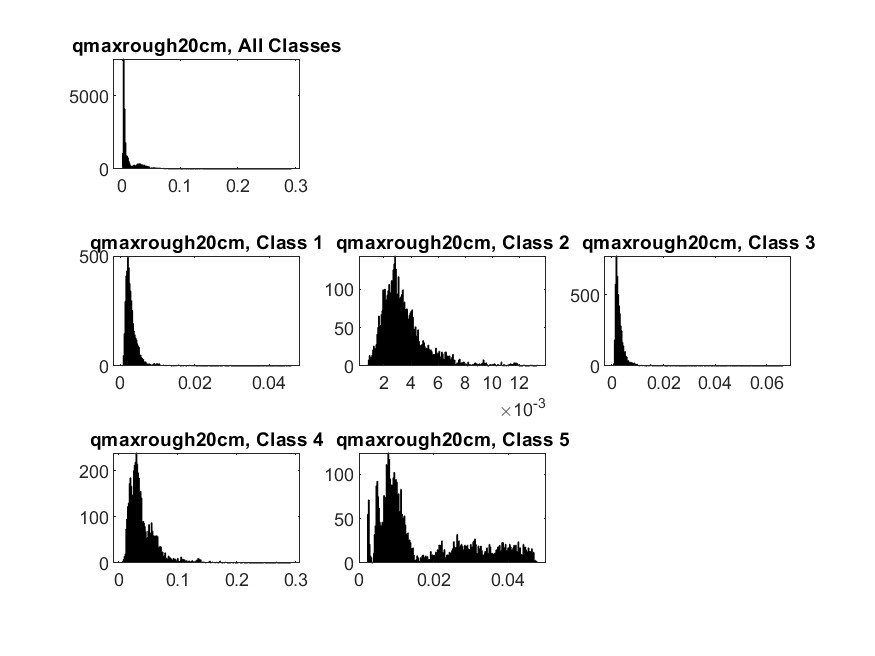 qmaxrough20cm, All Classes
5000
0
0 0.1 0.2 0.3
qmaxrough20cm, Class 1
500
0
0 0.02 0.04
qmaxrough20cm, Class 2
100
50
0
2 4 6 8 10 12
×10-3
qmaxrough20cm, Class 3
500
0
0 0.02 0.04 0.06
qmaxrough20cm, Class 4
200
100
0
0 0.1 0.2 0.3
qmaxrough20cm, Class 5
100
50
0
0 0.02 0.04